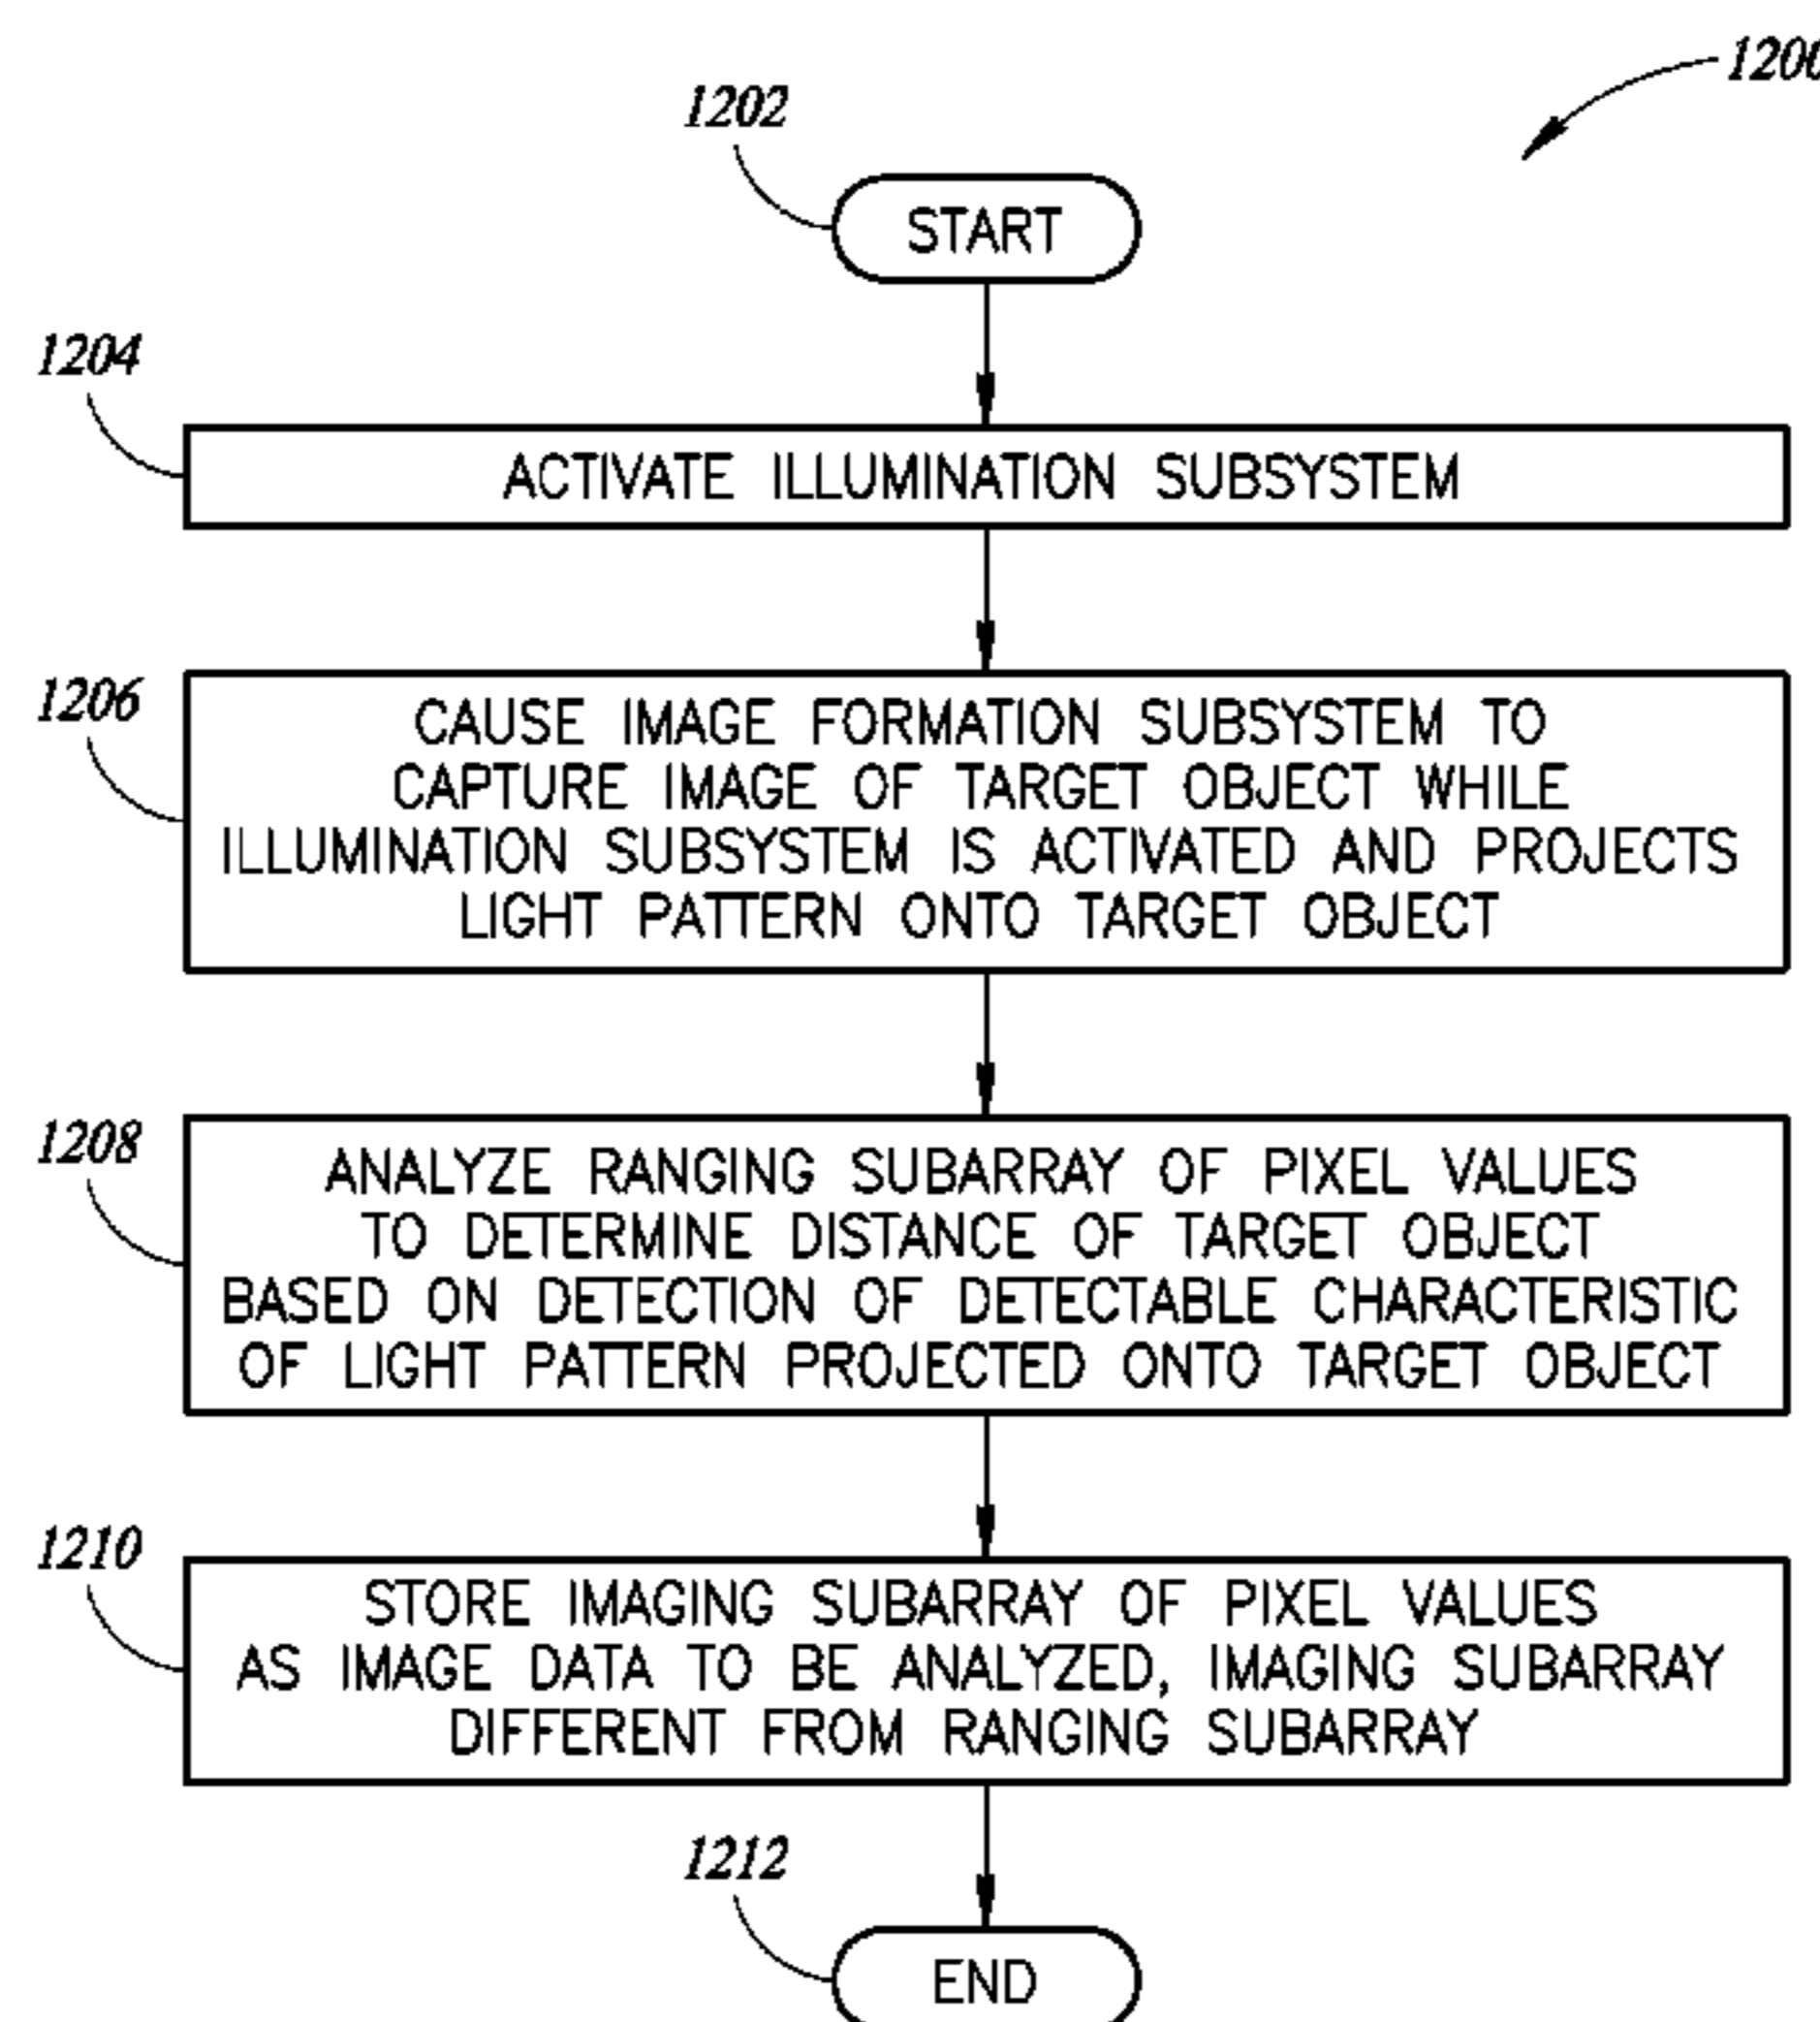 1200
1202
START
1204
ACTIVATE ILLUMINATION SUBSYSTEM
1206
CAUSE IMAGE FORMATION SUBSYSTEM TO
CAPTURE IMAGE OF TARGET OBJECT WHILE
ILLUMINATION SUBSYSTEM IS ACTIVATED AND PROJECTS
LIGHT PATTERN ONTO TARGET OBJECT
1208
ANALYZE RANGING SUBARRAY OF PIXEL VALUES
TO DETERMINE DISTANCE OF TARGET OBJECT
BASED ON DETECTION OF DETECTABLE CHARACTERISTIC
OF LIGHT PATTERN PROJECTED ONTO TARGET OBJECT
1210
STORE IMAGING SUBARRAY OF PIXEL VALUES
AS IMAGE DATA TO BE ANALYZED, IMAGING SUBARRAY
DIFFERENT FROM RANGING SUBARRAY
1212
END